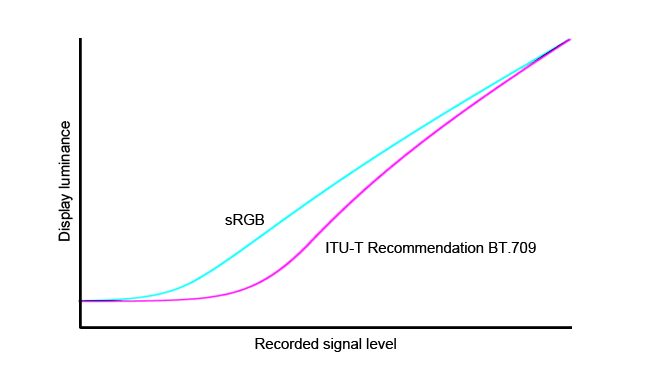 Display luminance
sRGB
ITU-T Recommendation BT.709
Recorded signal level